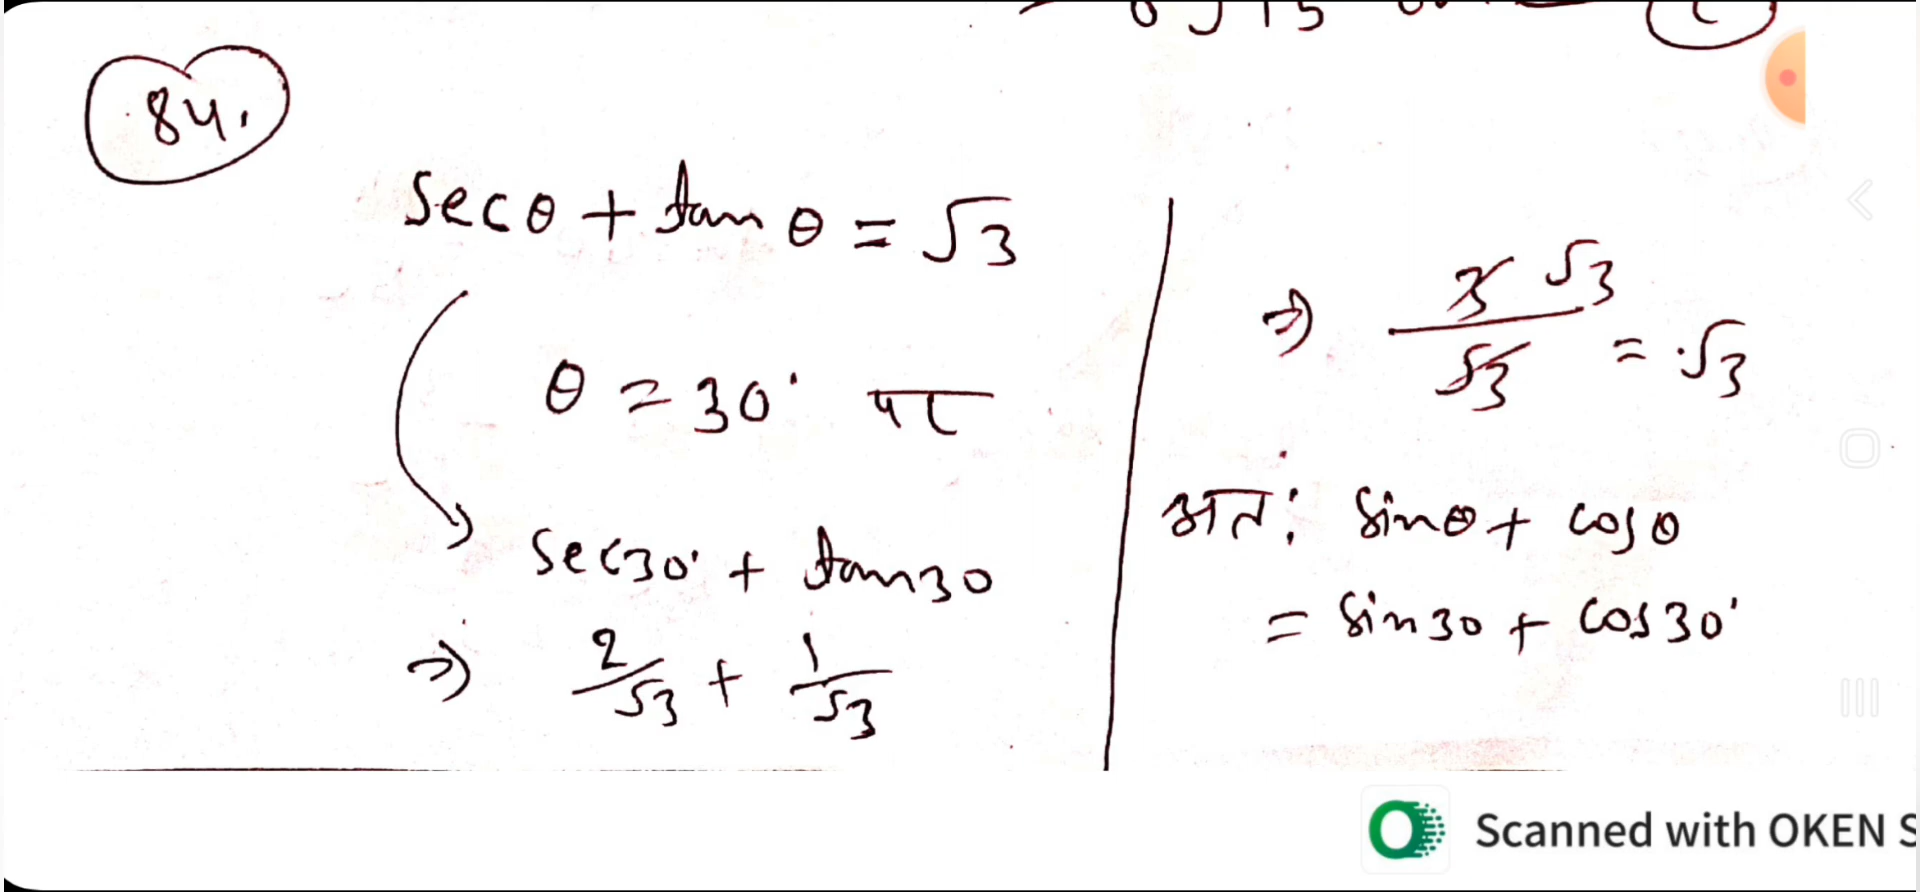 84.
secθ + tanθ = √3
θ = 30° पर
sec30° + tan30
⇒ 2/√3 + 1/√3
⇒ 3 √3 / √3 = √3
अतः sinθ + cosθ
= sin30 + cos30°
Scanned with OKEN S